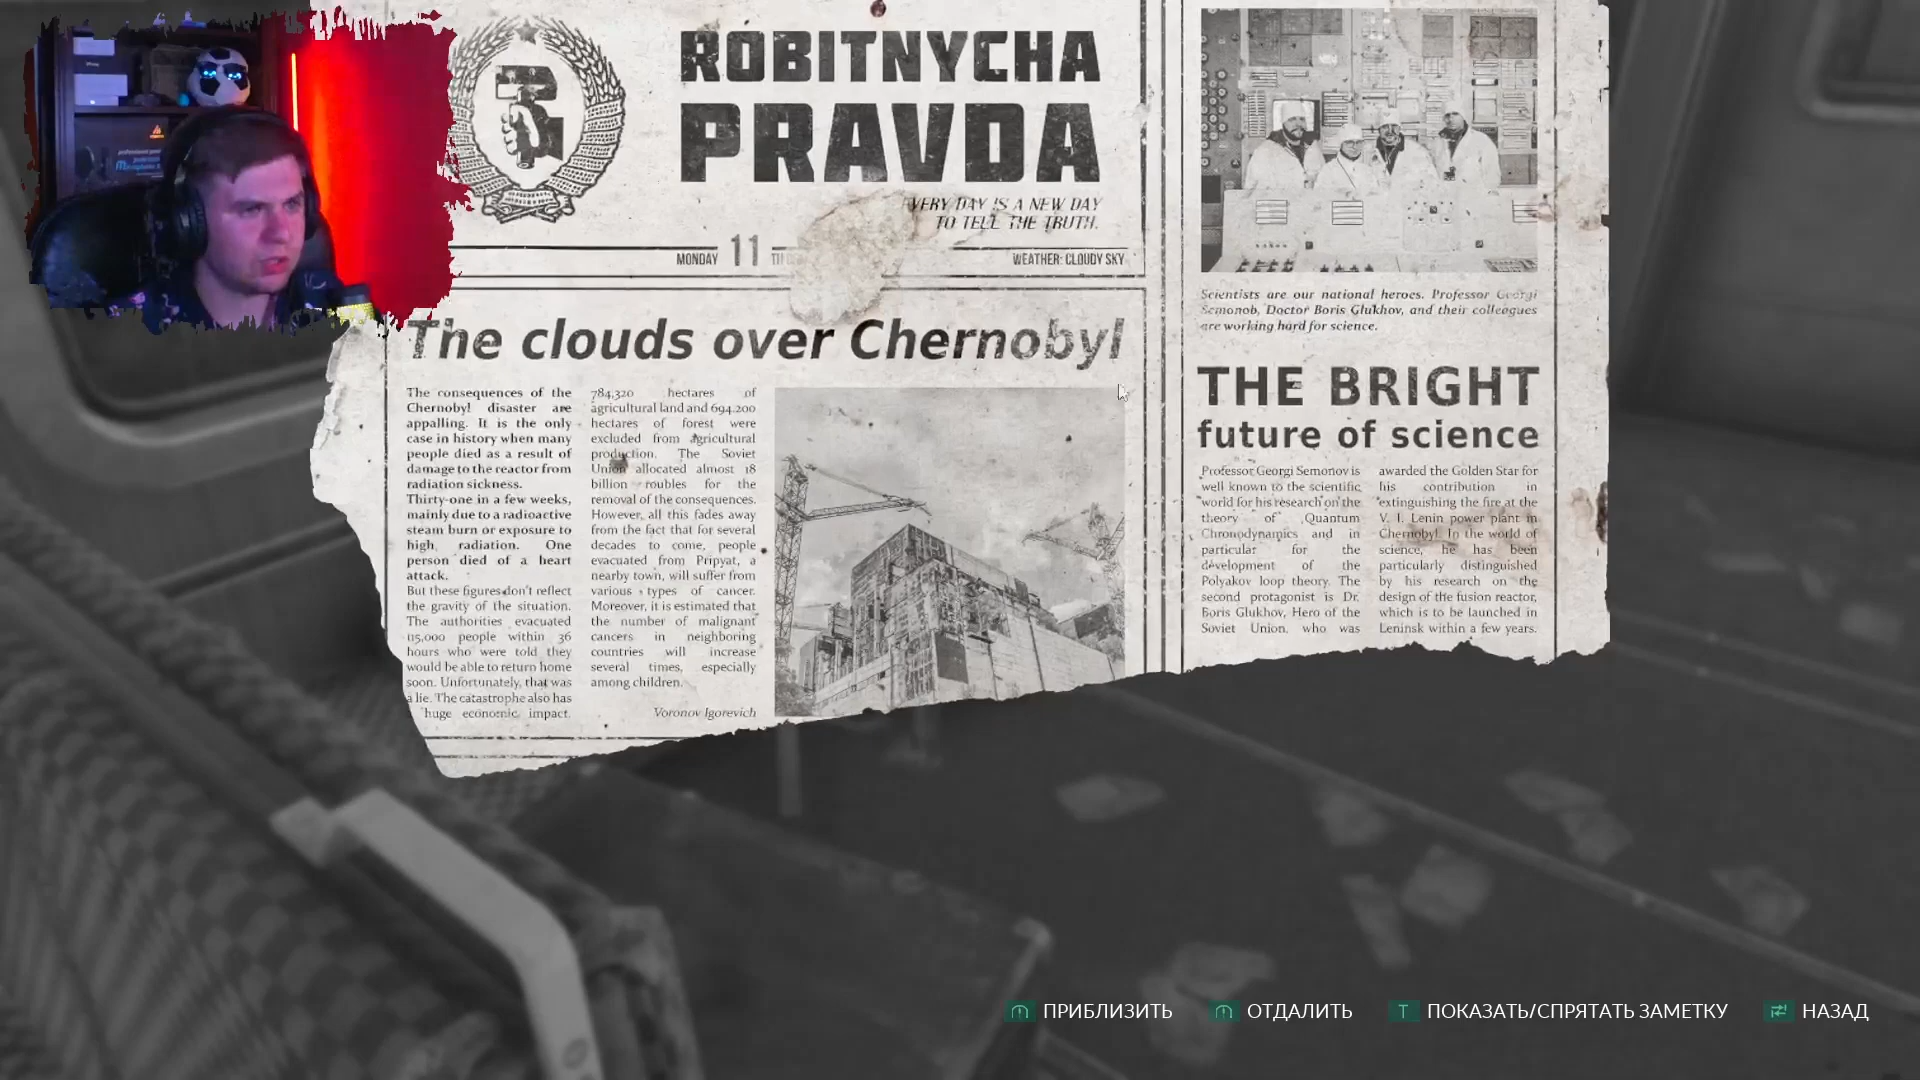 ROBITNYCHA
PRAVDA
VERY DAY IS A NEW DAY
TO TELL THE TRUTH.
MONDAY 11
WEATHER: CLOUDY SKY
The clouds over Chernobyl
The consequences of the
Chernobyl disaster are
appalling. It is the only
case in history when many
people died as a result of
damage to the reactor from
radiation sickness.
Thirty-one in a few weeks,
mainly due to a radioactive
steam burn or exposure to
high radiation. One
person died of a heart
attack.
But these figures don't reflect
the gravity of the situation.
The authorities evacuated
115,000 people within 36
hours who were told they
would be able to return home
soon. Unfortunately, that was
a lie. The catastrophe also has
huge economic impact.
784,320 hectares of
agricultural land and 694.200
hectares of forest were
excluded from agricultural
production. The Soviet
Union allocated almost 18
billion roubles for the
removal of the consequences.
However, all this fades away
from the fact that for several
decades to come, people
evacuated from Pripyat, a
nearby town, will suffer from
various types of cancer.
Moreover, it is estimated that
the number of malignant
cancers in neighboring
countries will increase
several times, especially
among children.
Voronov Igorevich
Scientists are our national heroes. Professor Georgi
Semonob, Doctor Boris Glukhov, and their colleagues
are working hard for science.
THE BRIGHT
future of science
Professor Georgi Semonov is
well known to the scientific
world for his research on the
theory of Quantum
Chronodynamics and in
particular for the
development of the
Polyakov loop theory. The
second protagonist is Dr.
Boris Glukhov, Hero of the
Soviet Union, who was
awarded the Golden Star for
his contribution in
extinguishing the fire at the
V. I. Lenin power plant in
Chernobyl. In the world of
science, he has been
particularly distinguished
by his research on the
design of the fusion reactor,
which is to be launched in
Leninsk within a few years.
ПРИБЛИЗИТЬ
ОТДАЛИТЬ
T ПОКАЗАТЬ/СПРЯТАТЬ ЗАМЕТКУ
НАЗАД